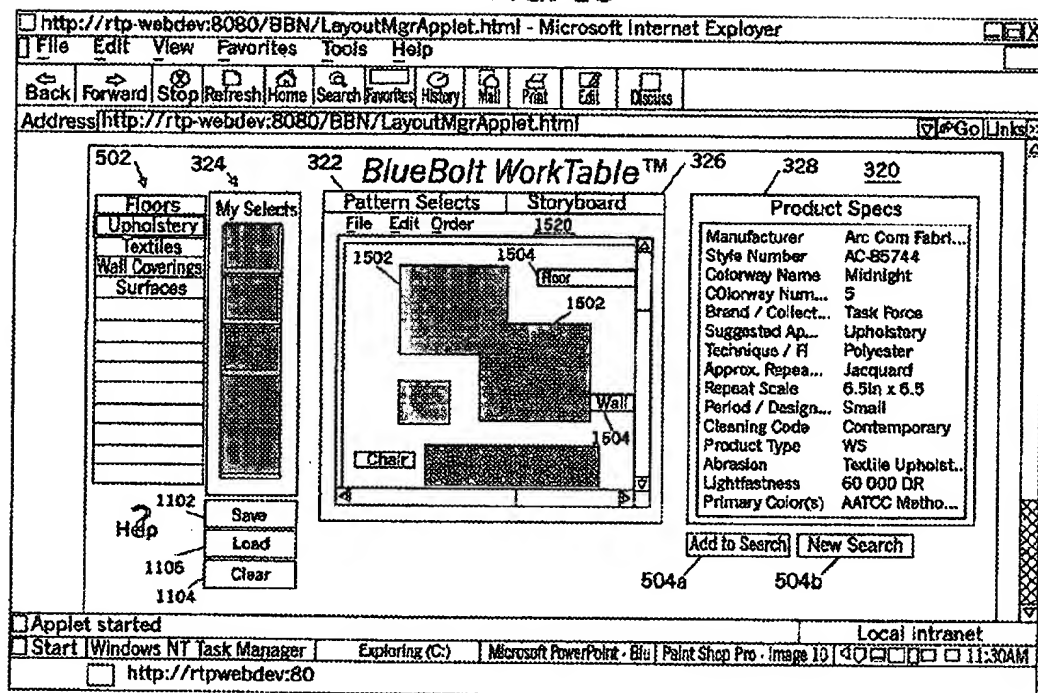 http://rtp-webdev:8080/BBN/LayoutMgrApplet.html - Microsoft Internet Exployer
File Edit View Favorites Tools Help
Back Forward Stop Refresh Home Search Favorites History Mail Print Edit Discuss
Address http://rtp-webdev:8080/BBN/LayoutMgrApplet.html Go Links
502 324 322 BlueBolt WorkTable™ 326 328 320
Floors
Upholstery
Textiles
Wall Coverings
Surfaces
My Selects
Pattern Selects Storyboard
File Edit Order 1520
1502 1504
Floor
1502
Wall
1504
Chair
Product Specs
Manufacturer Arc Com Fabri...
Style Number AC-85744
Colorway Name Midnight
COlorway Num... 5
Brand / Collect... Task Force
Suggested Ap... Upholstery
Technique / Fi Polyester
Approx. Repea... Jacquard
Repeat Scale 6.5in x 6.5
Period / Design... Small
Cleaning Code Contemporary
Product Type WS
Abrasion Textile Upholst..
Lightfastness 60 000 DR
Primary Color(s) AATCC Metho...
1102
? Help
Save
Load
1106
Clear
1104
Add to Search New Search
504a 504b
Applet started Local intranet
Start Windows NT Task Manager Exploring (C:) Microsoft PowerPoint - Blu Paint Shop Pro - Image 10 11:30AM
http://rtpwebdev:80